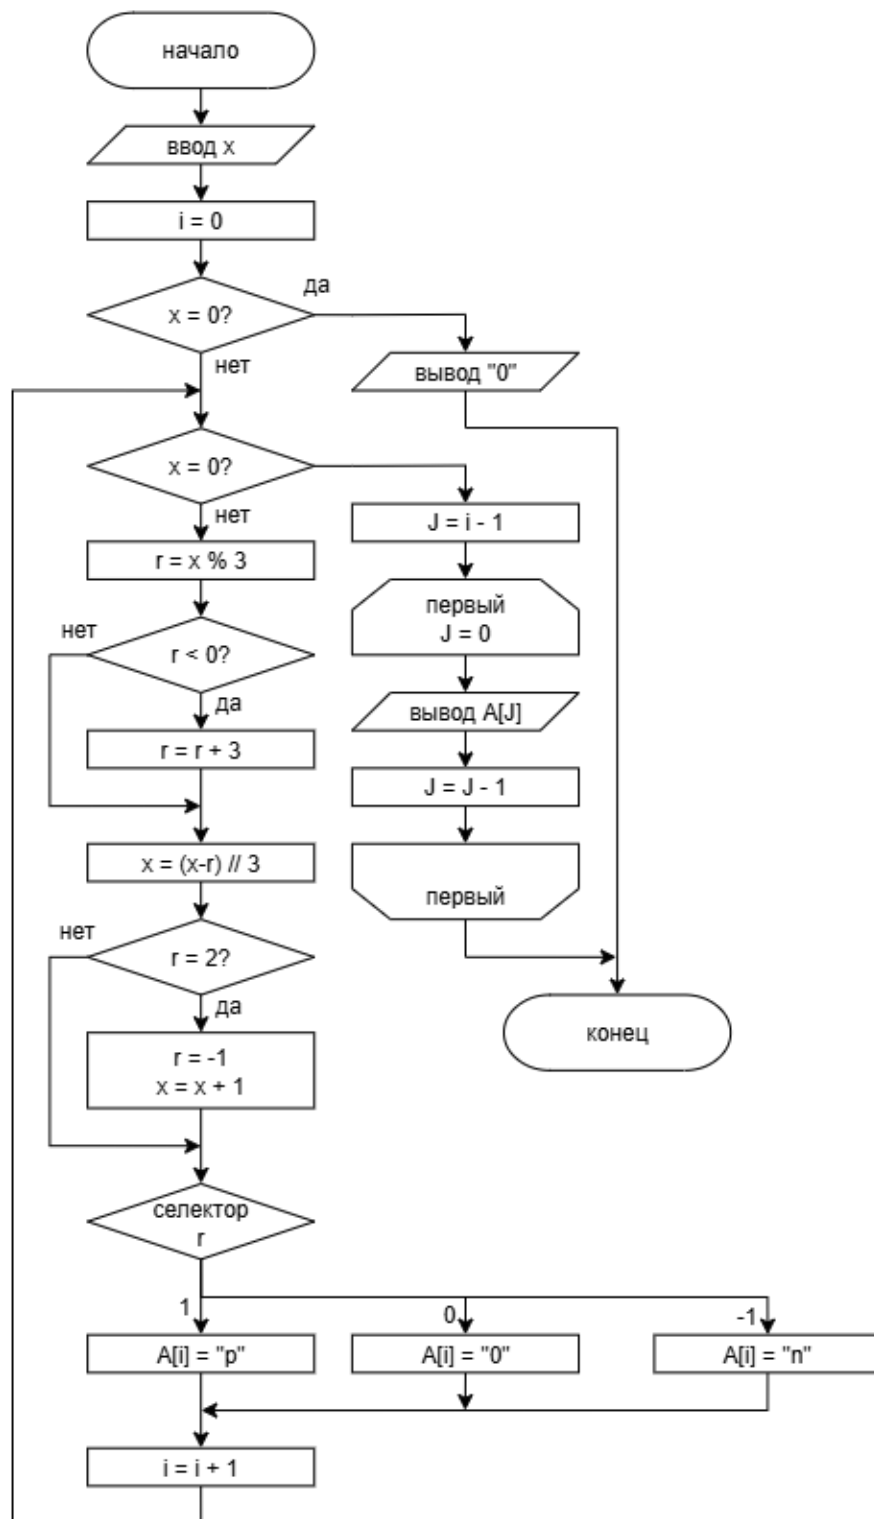 начало
ввод x
i = 0
x = 0?
да
нет
вывод "0"
x = 0?
нет
J = i - 1
r = x % 3
первый
J = 0
нет
r < 0?
да
вывод A[J]
r = r + 3
J = J - 1
x = (x-r) // 3
первый
нет
r = 2?
да
конец
r = -1
x = x + 1
селектор
r
1
0
-1
A[i] = "p"
A[i] = "0"
A[i] = "n"
i = i + 1